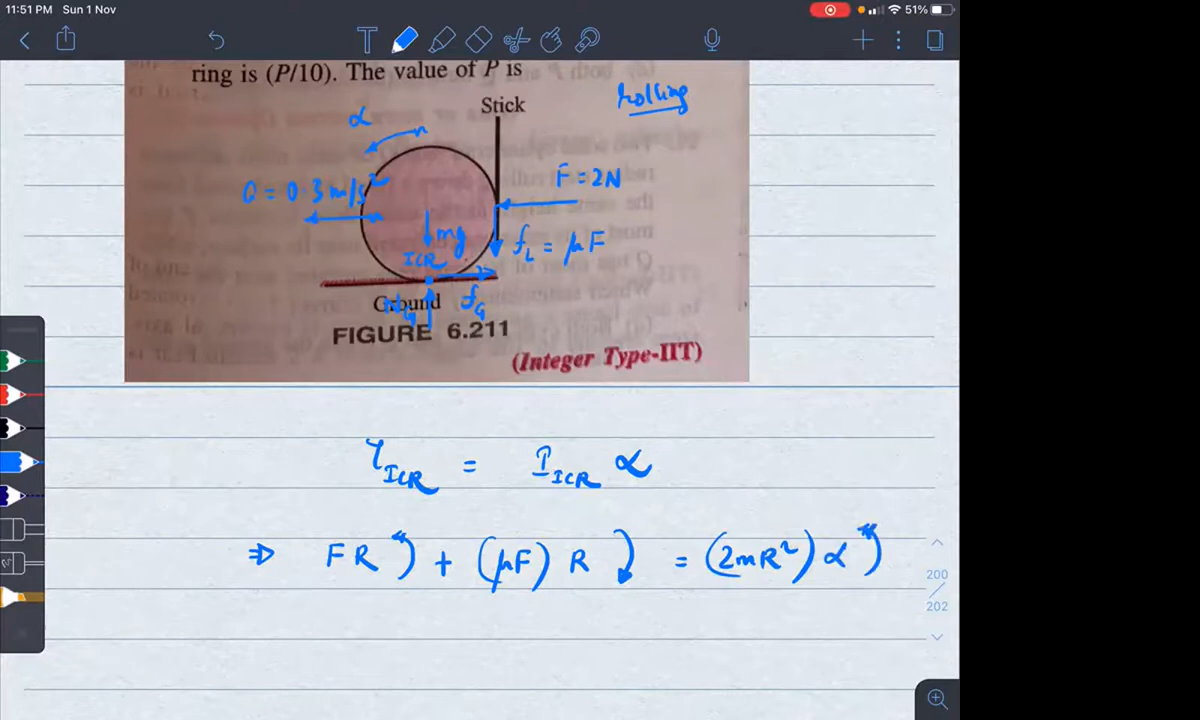 11:51 PM Sun 1 Nov
51%
T
ring is (P/10). The value of P is
Stick
rolling
α
F = 2N
a = 0.3 m/s²
mg
f_L = μF
ICR
Ground
N_G
f_G
FIGURE 6.211
(Integer Type-IIT)
τ_ICR = I_ICR α
⇒ FR + (μF) R = (2mR²) α
200
202